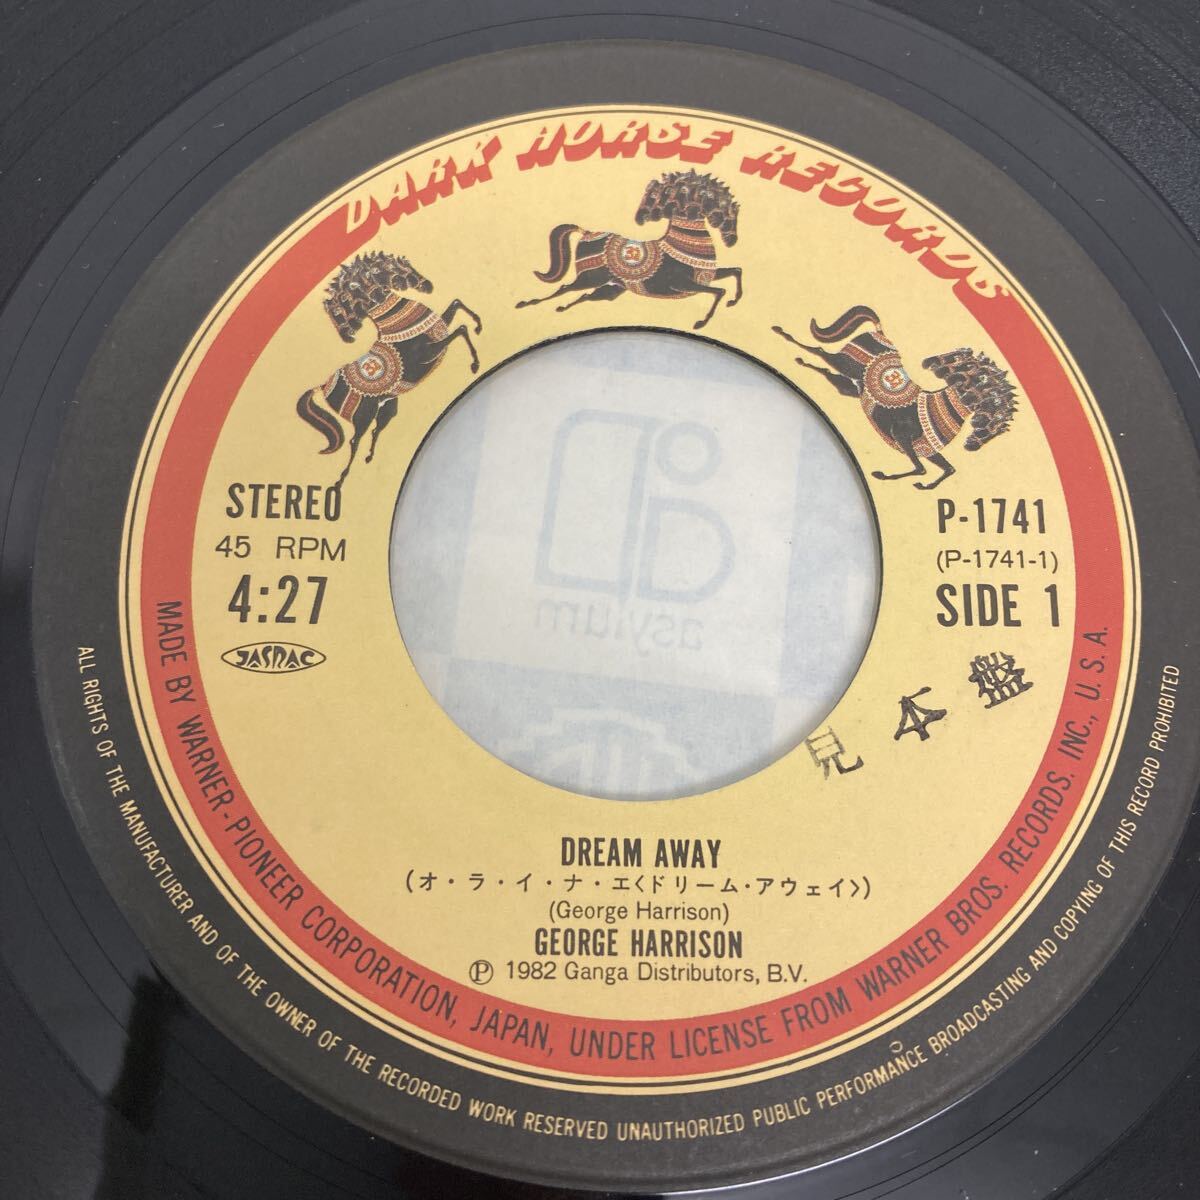 DARK HORSE RECORDS
STEREO
45 RPM
4:27
JASRAC
P-1741
(P-1741-1)
SIDE 1
見本盤
asylum
DREAM AWAY
(オ・ラ・イ・ナ・エ〈ドリーム・アウェイ〉)
(George Harrison)
GEORGE HARRISON
Ⓟ 1982 Ganga Distributors, B.V.
MADE BY WARNER-PIONEER CORPORATION, JAPAN, UNDER LICENSE FROM WARNER BROS. RECORDS. INC., U.S.A.
ALL RIGHTS OF THE MANUFACTURER AND OF THE OWNER OF THE RECORDED WORK RESERVED UNAUTHORIZED PUBLIC PERFORMANCE BROADCASTING AND COPYING OF THIS RECORD PROHIBITED